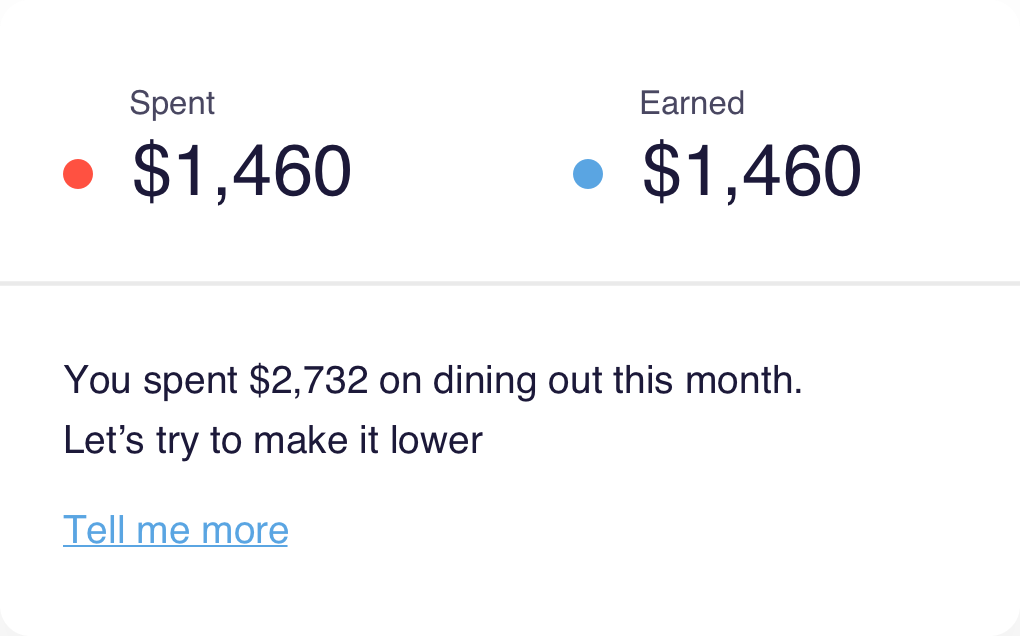 Spent
$1,460
Earned
$1,460
You spent $2,732 on dining out this month.
Let’s try to make it lower
Tell me more